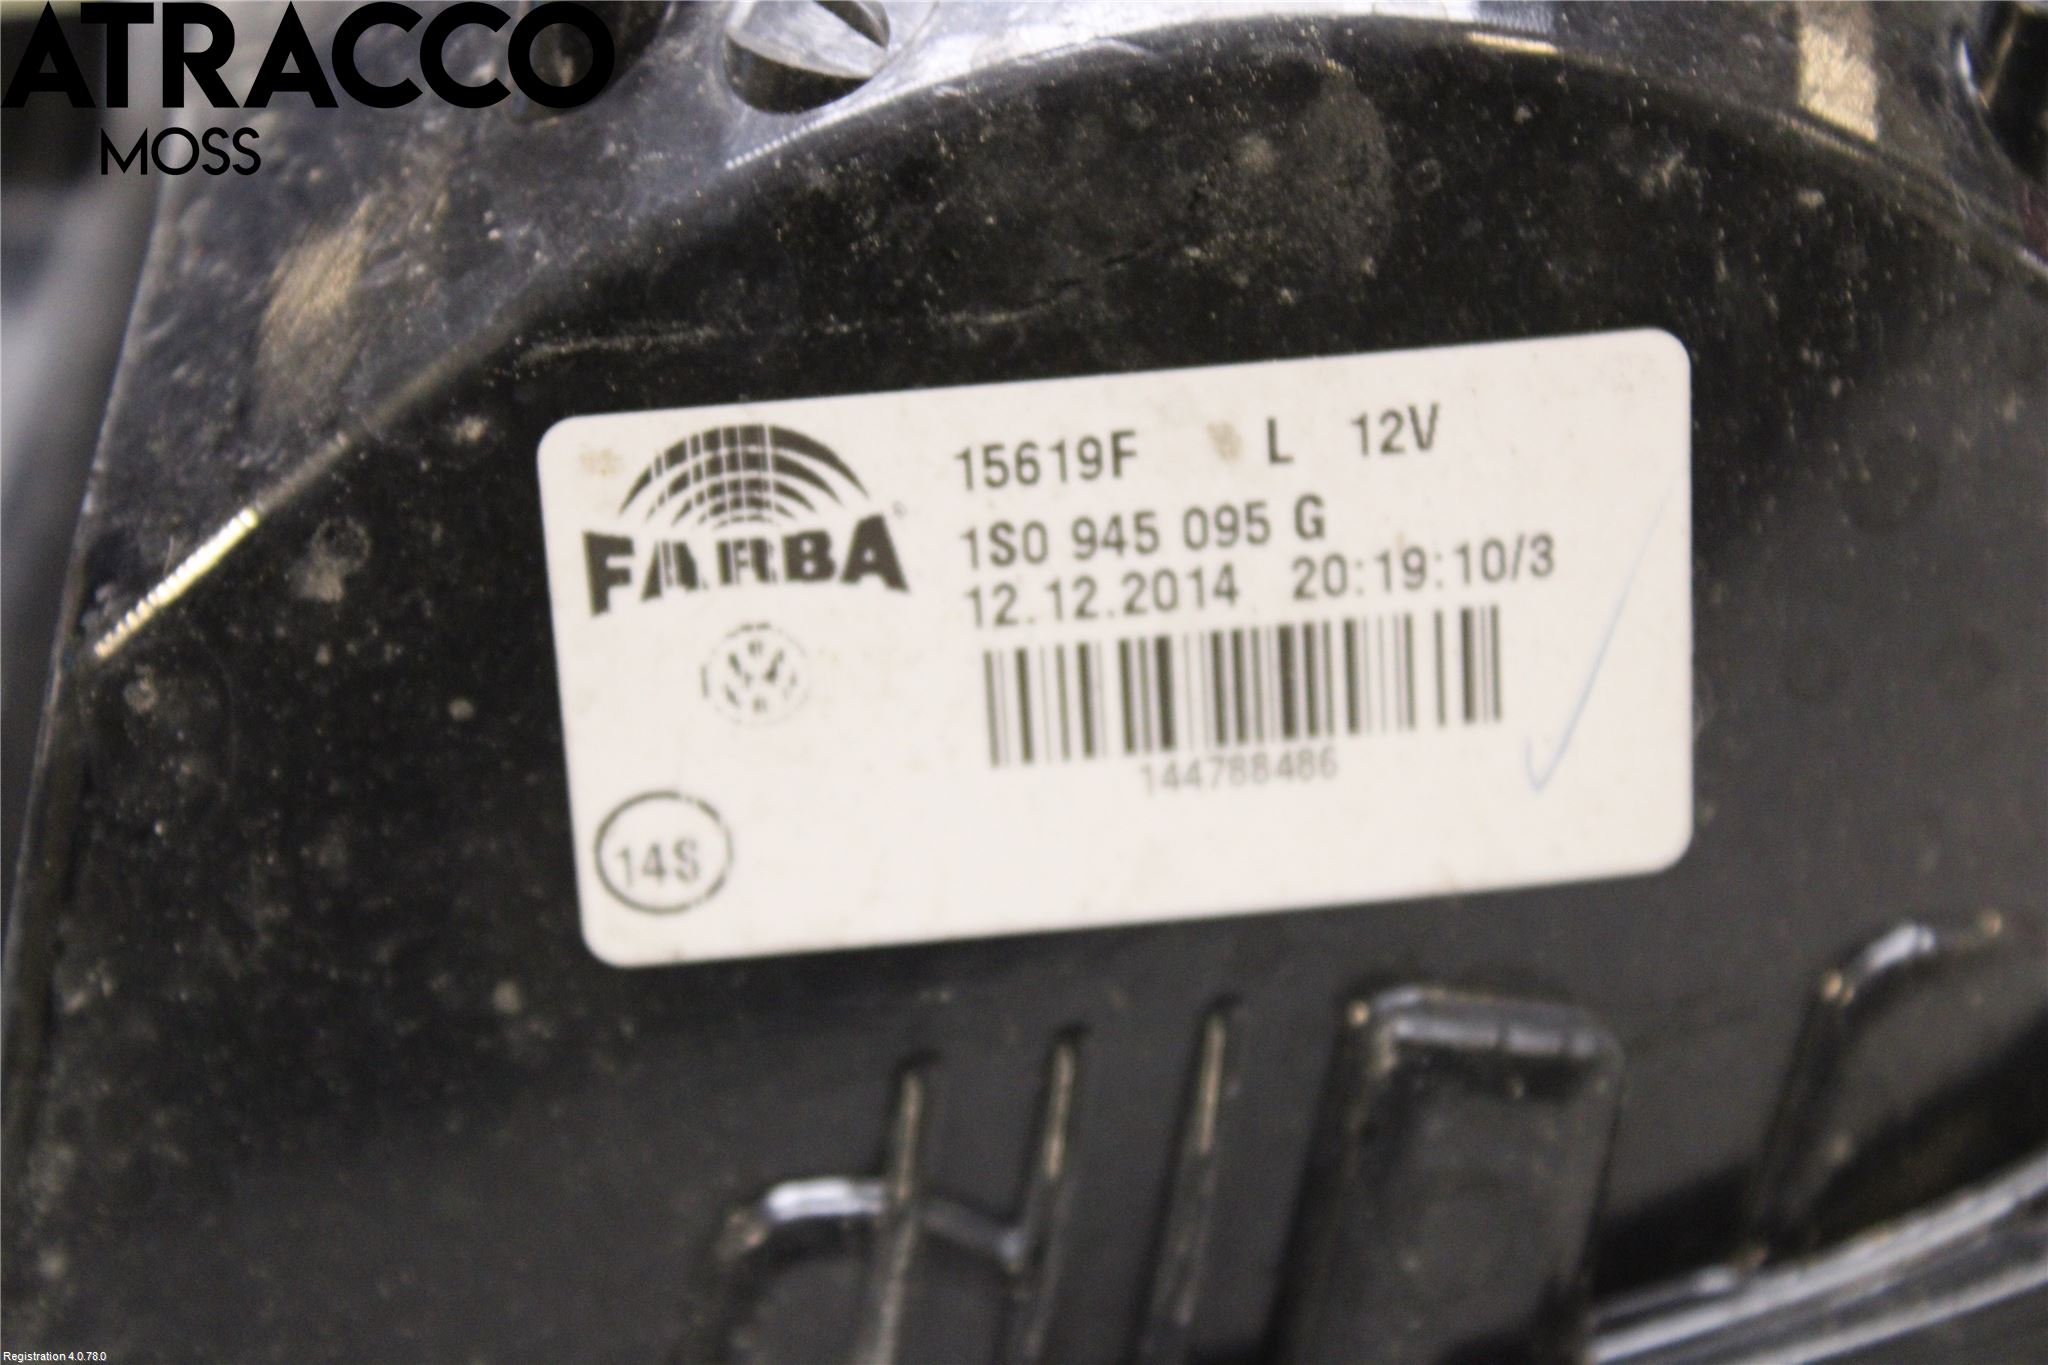 ATRACCO
MOSS
FARBA
15619F L 12V
1S0 945 095 G
12.12.2014 20:19:10/3
144788486
14S
Registration 4.0.78.0